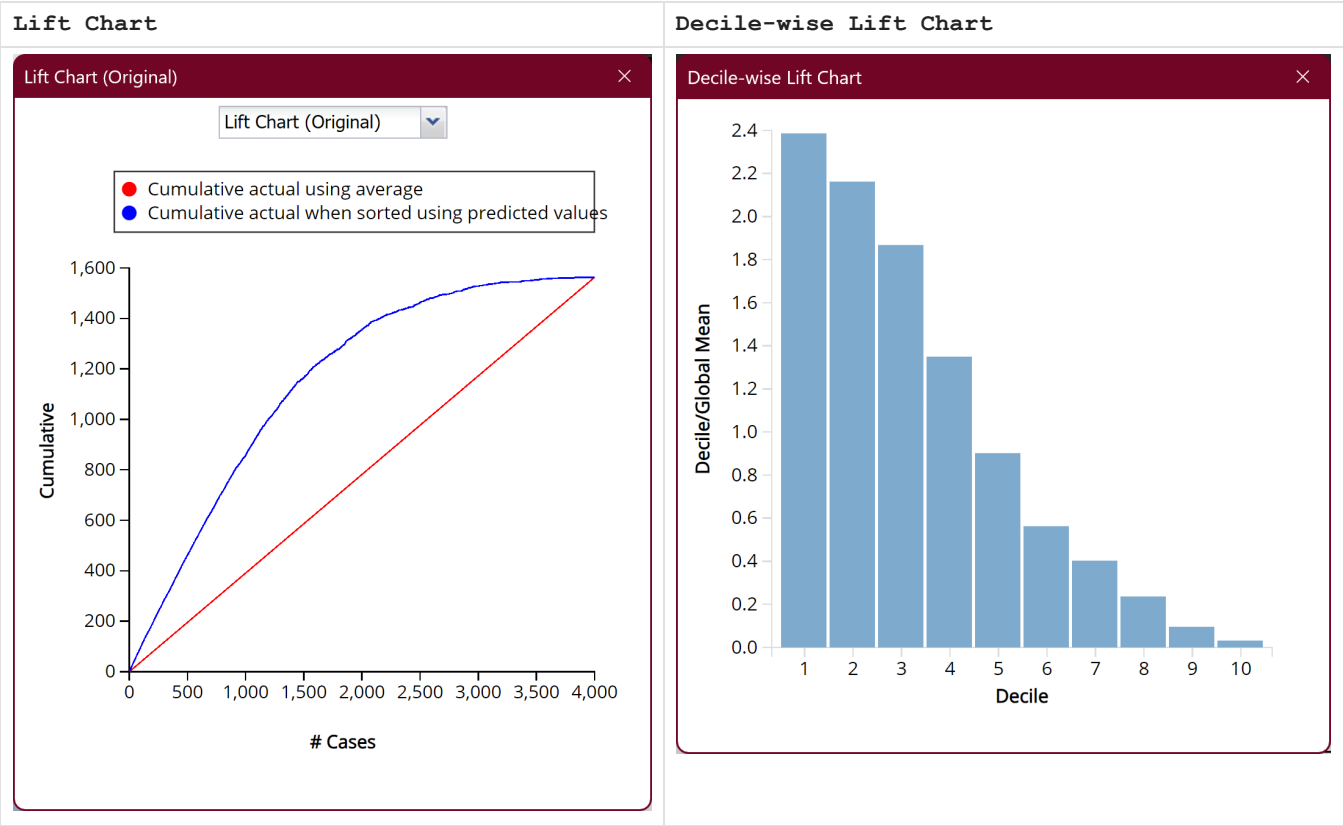 Lift Chart
Decile-wise Lift Chart
Lift Chart (Original)
Lift Chart (Original)
Cumulative actual using average
Cumulative actual when sorted using predicted values
1,600
1,400
1,200
1,000
800
600
400
200
0
Cumulative
0 500 1,000 1,500 2,000 2,500 3,000 3,500 4,000
# Cases
Decile-wise Lift Chart
2.4
2.2
2.0
1.8
1.6
1.4
1.2
1.0
0.8
0.6
0.4
0.2
0.0
Decile/Global Mean
1 2 3 4 5 6 7 8 9 10
Decile